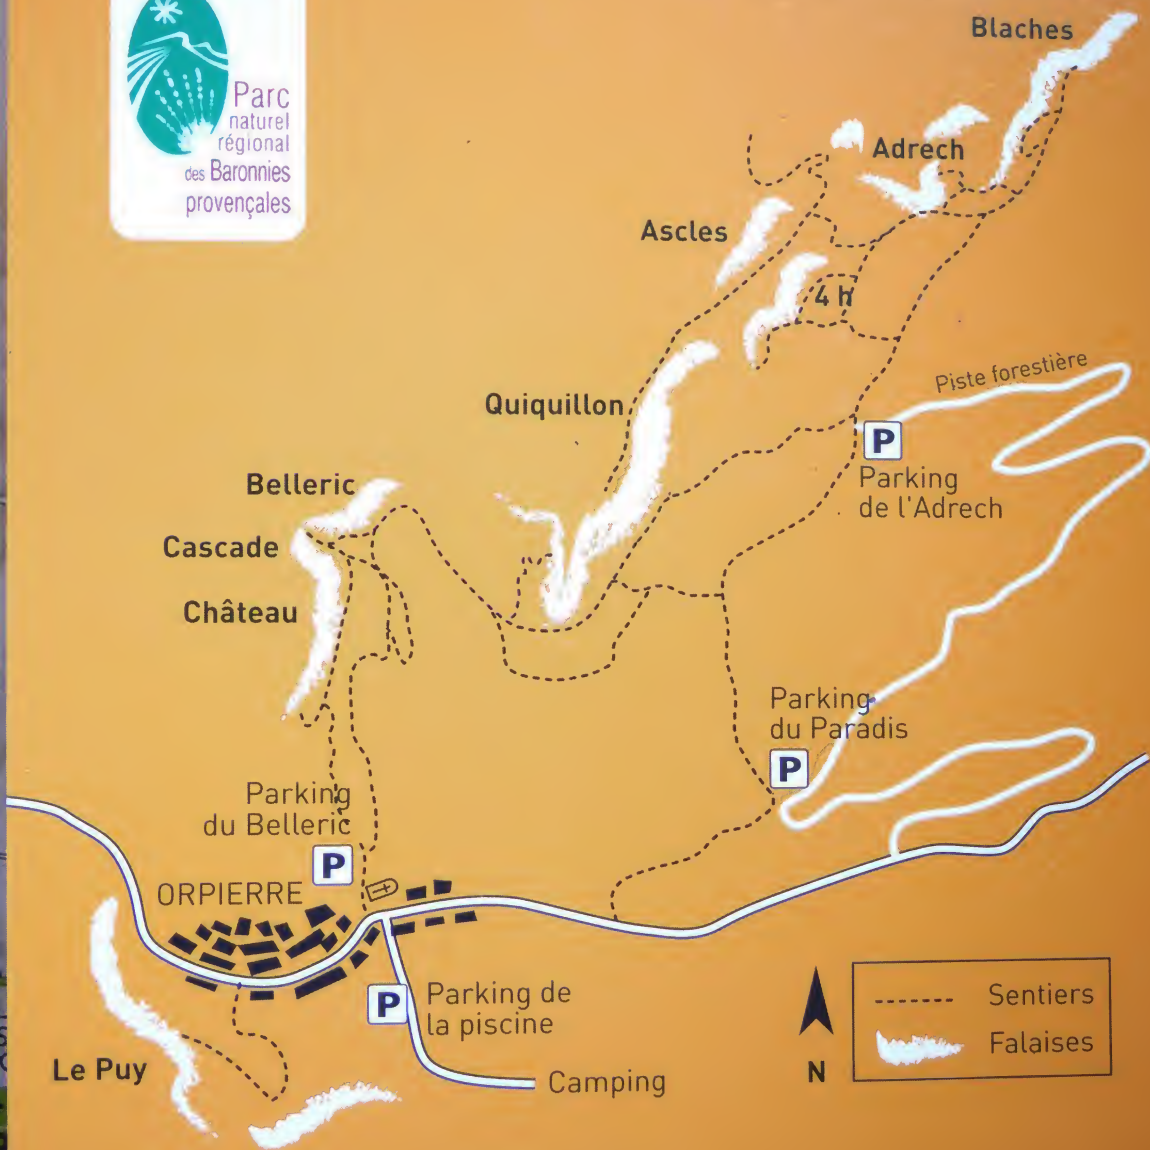 Parc
naturel
régional
des Baronnies
provençales
Blaches
Adrech
Ascles
4 h
Quiquillon
Piste forestière
P
Parking
de l'Adrech
Belleric
Cascade
Château
Parking
du Paradis
P
Parking
du Belleric
P
ORPIERRE
P
Parking de
la piscine
Camping
Le Puy
N
Sentiers
Falaises